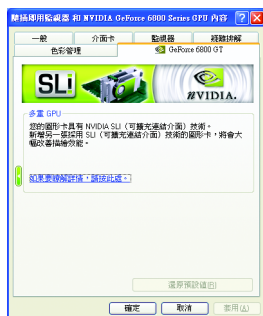 隨插即用監視器 和 NVIDIA GeForce 6800 Series GPU 內容
一般
介面卡
監視器
疑難排解
色彩管理
GeForce 6800 GT
SLI
NVIDIA.
多重 GPU
您的圖形卡具有 NVIDIA SLI（可擴充連結介面）技術。
新增另一張採用 SLI（可擴充連結介面）技術的圖形卡，將會大
幅改善描繪效能。
如果要瞭解詳情，請按此處。
還原預設值(E)
確定
取消
套用(A)